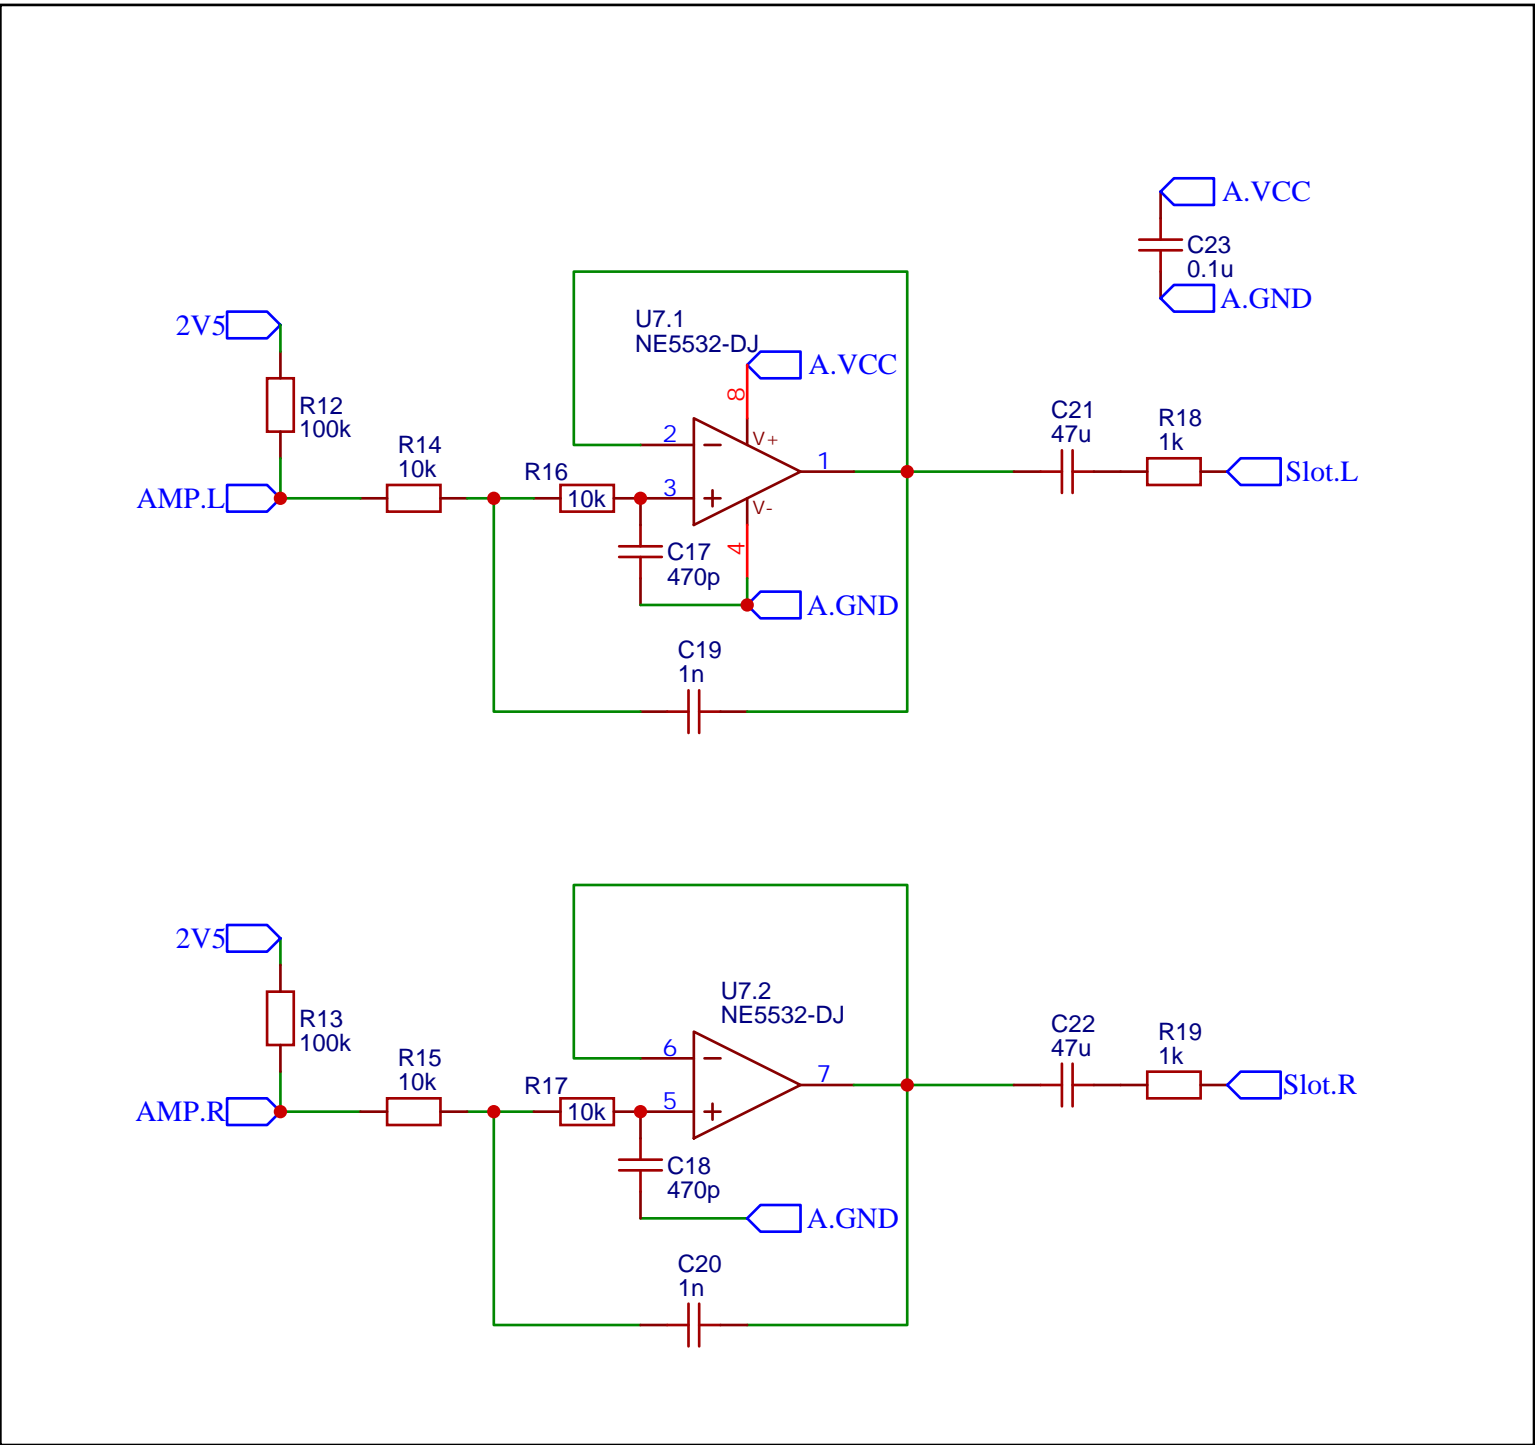 A.VCC
C23
0.1u
A.GND
2V5
R12
100k
AMP.L
R14
10k
R16
10k
U7.1
NE5532-DJ
A.VCC
8
V+
2
3
1
V-
4
C17
470p
A.GND
C19
1n
C21
47u
R18
1k
Slot.L
2V5
R13
100k
AMP.R
R15
10k
R17
10k
U7.2
NE5532-DJ
6
5
7
C18
470p
A.GND
C20
1n
C22
47u
R19
1k
Slot.R